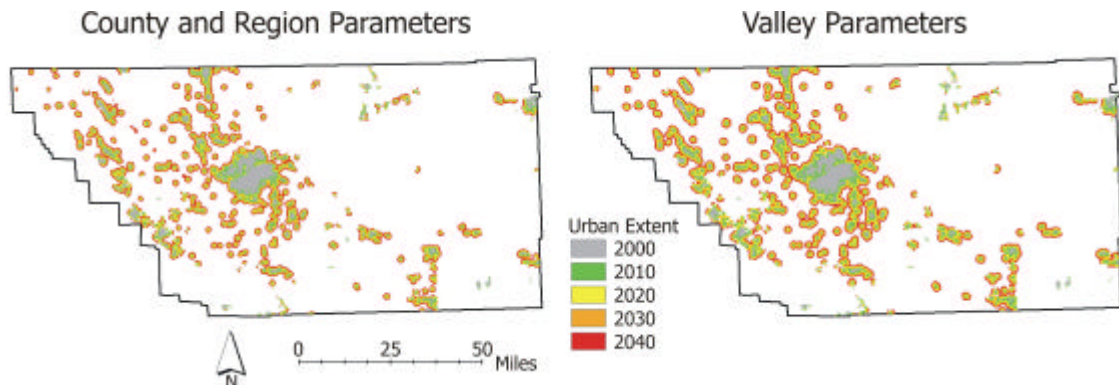 County and Region Parameters
Valley Parameters
Urban Extent
2000
2010
2020
2030
2040
0 25 50 Miles
N